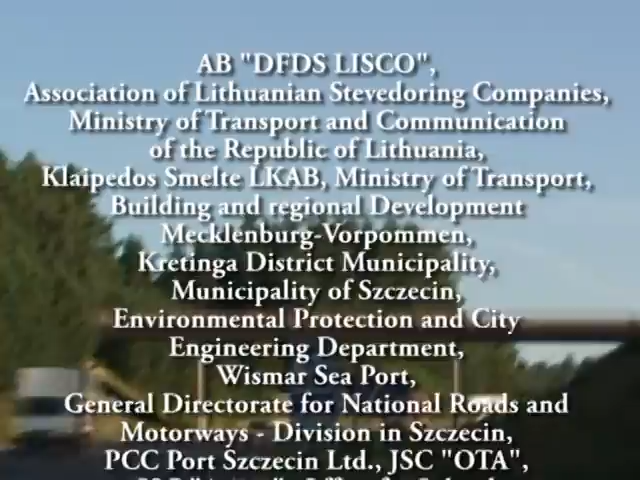 AB "DFDS LISCO",
Association of Lithuanian Stevedoring Companies,
Ministry of Transport and Communication
of the Republic of Lithuania,
Klaipedos Smelte LKAB, Ministry of Transport,
Building and regional Development
Mecklenburg-Vorpommen,
Kretinga District Municipality,
Municipality of Szczecin,
Environmental Protection and City
Engineering Department,
Wismar Sea Port,
General Directorate for National Roads and
Motorways - Division in Szczecin,
PCC Port Szczecin Ltd., JSC "OTA",